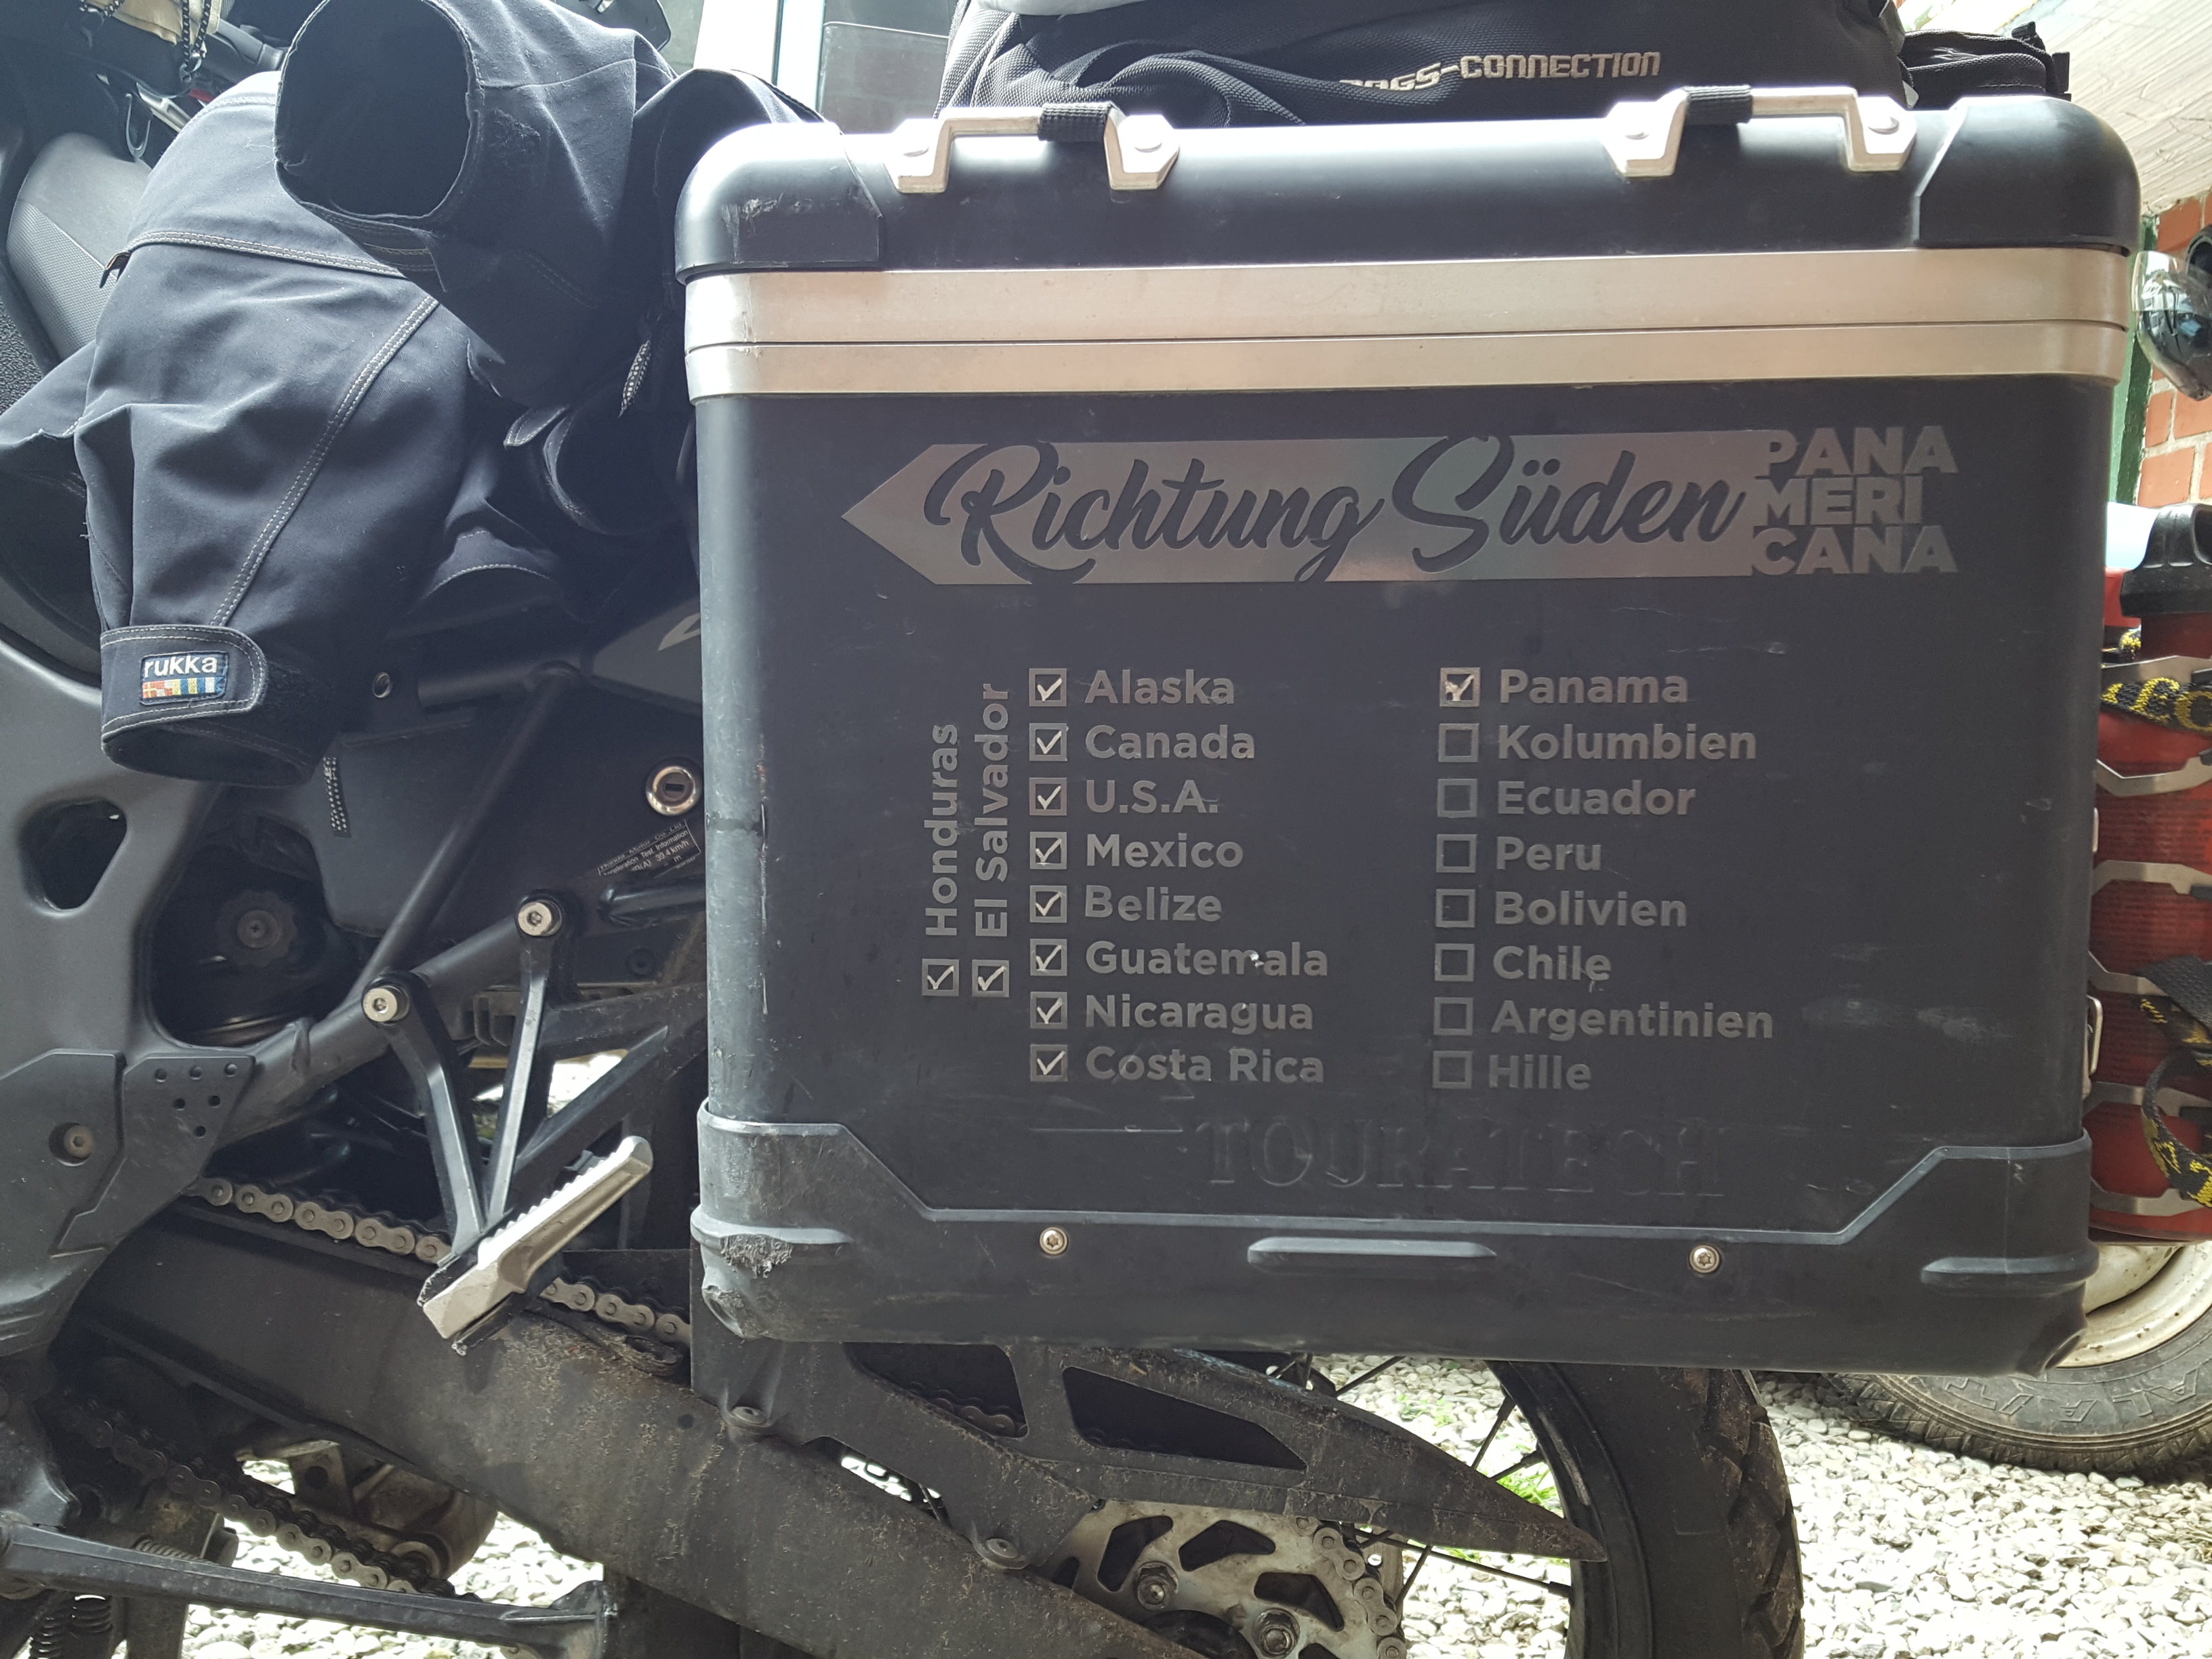 BAGS-CONNECTION
Richtung Süden
PANA
MERI
CANA
rukka
Honduras
El Salvador
Alaska
Canada
U.S.A.
Mexico
Belize
Guatemala
Nicaragua
Costa Rica
Panama
Kolumbien
Ecuador
Peru
Bolivien
Chile
Argentinien
Hille
TOURATECH